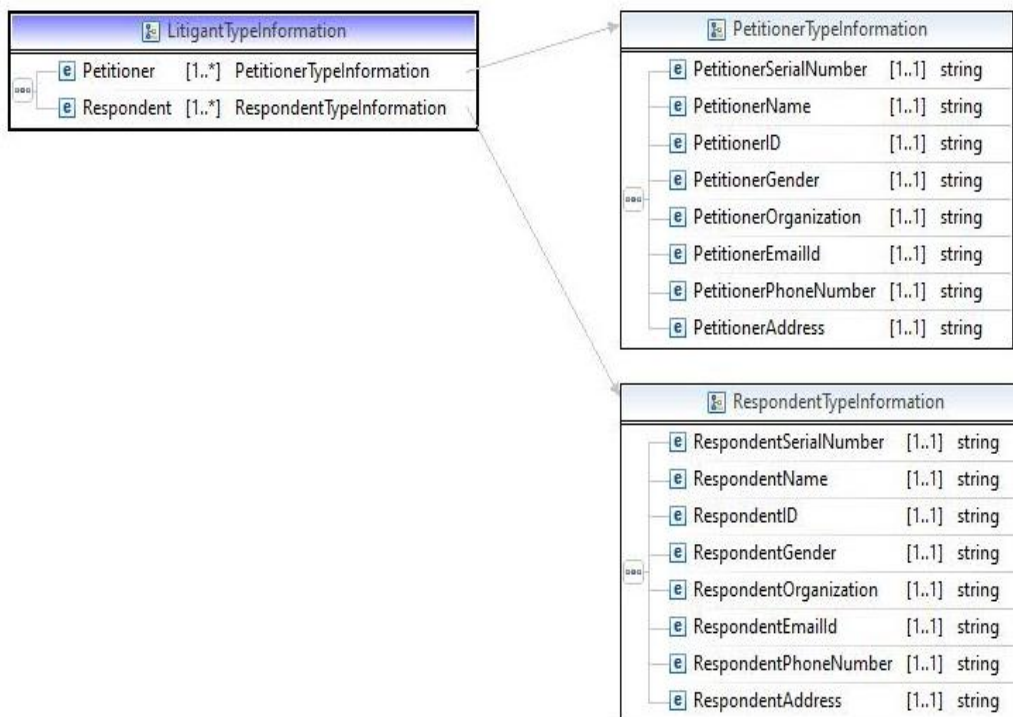 LitigantTypeInformation
e Petitioner [1..*] PetitionerTypeInformation
e Respondent [1..*] RespondentTypeInformation
PetitionerTypeInformation
e PetitionerSerialNumber [1..1] string
e PetitionerName [1..1] string
e PetitionerID [1..1] string
e PetitionerGender [1..1] string
e PetitionerOrganization [1..1] string
e PetitionerEmailId [1..1] string
e PetitionerPhoneNumber [1..1] string
e PetitionerAddress [1..1] string
RespondentTypeInformation
e RespondentSerialNumber [1..1] string
e RespondentName [1..1] string
e RespondentID [1..1] string
e RespondentGender [1..1] string
e RespondentOrganization [1..1] string
e RespondentEmailId [1..1] string
e RespondentPhoneNumber [1..1] string
e RespondentAddress [1..1] string